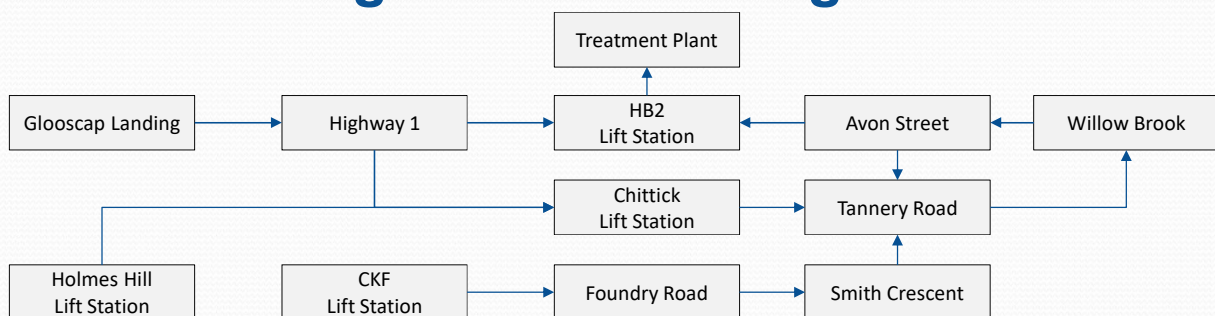 Treatment Plant
Glooscap Landing
Highway 1
HB2
Lift Station
Avon Street
Willow Brook
Chittick
Lift Station
Tannery Road
Holmes Hill
Lift Station
CKF
Lift Station
Foundry Road
Smith Crescent